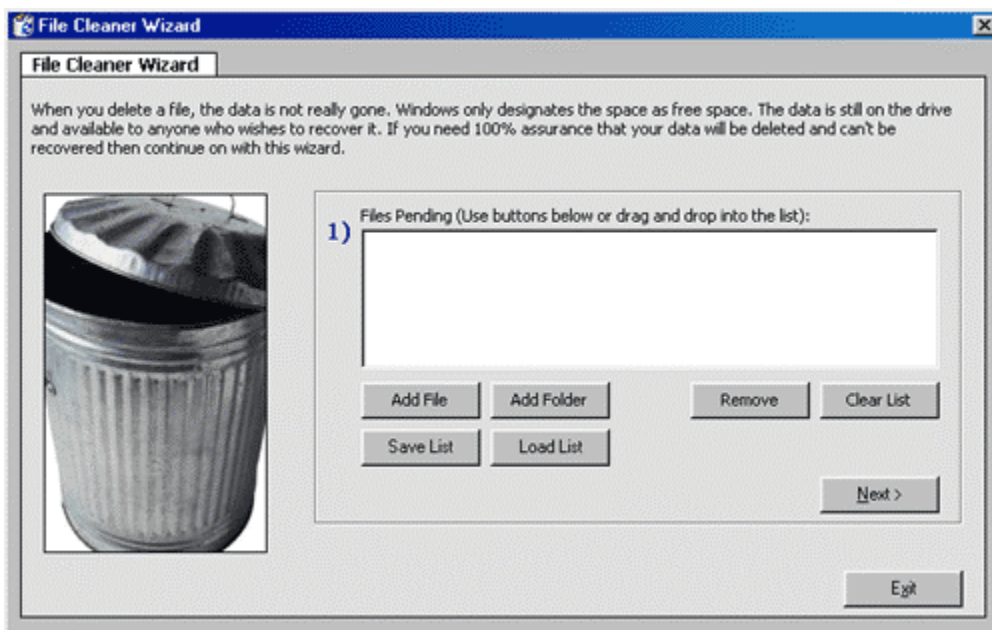 File Cleaner Wizard
File Cleaner Wizard
When you delete a file, the data is not really gone. Windows only designates the space as free space. The data is still on the drive
and available to anyone who wishes to recover it. If you need 100% assurance that your data will be deleted and can't be
recovered then continue on with this wizard.
1) Files Pending (Use buttons below or drag and drop into the list):
Add File Add Folder Remove Clear List
Save List Load List
Next >
Exit